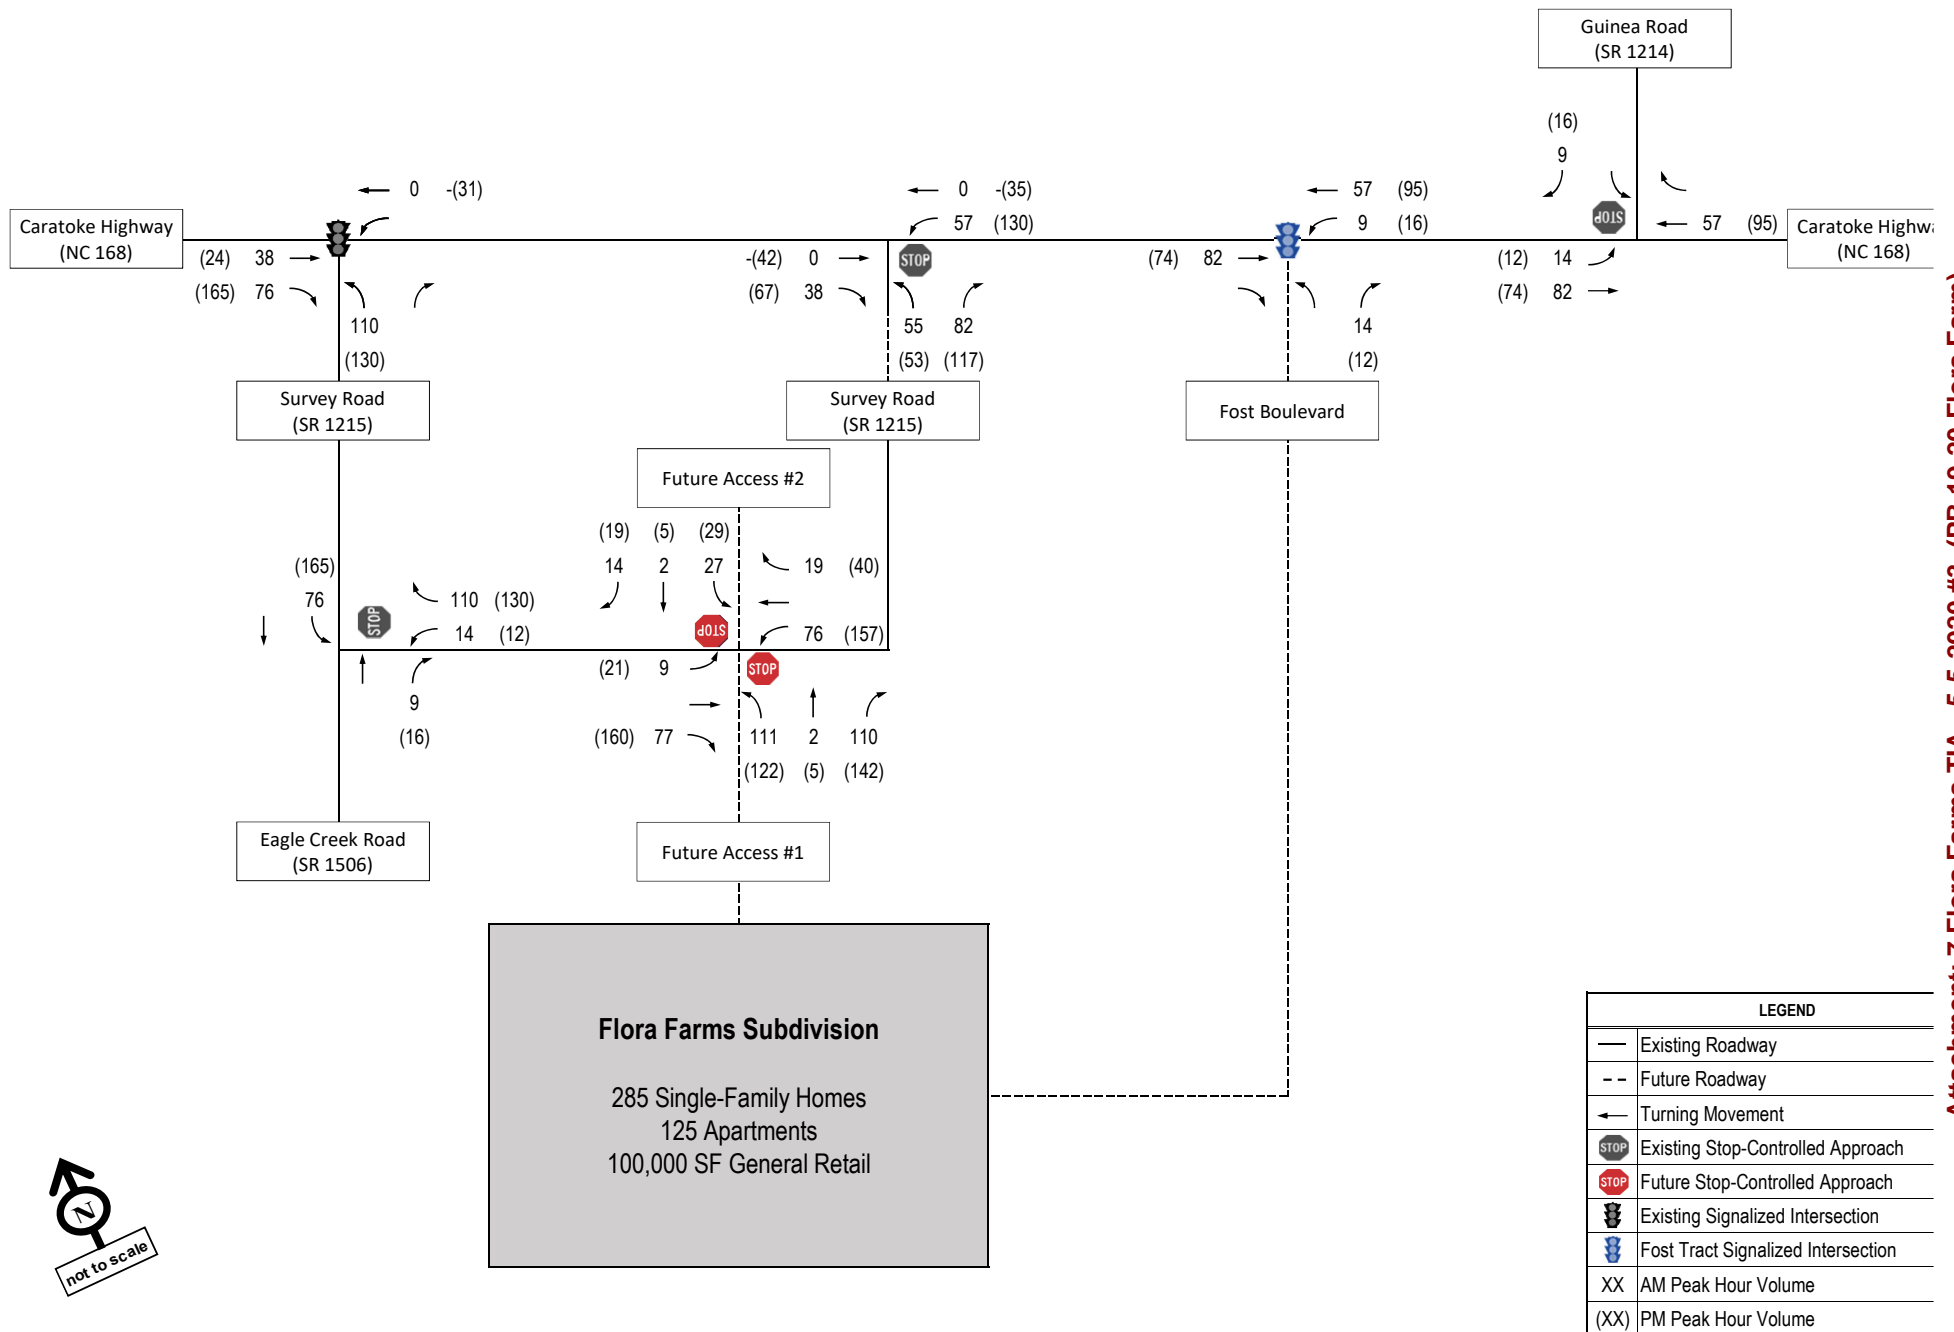 Guinea Road
(SR 1214)
(16)
9
0 -(31)
0 -(35)
57 (95)
57 (130)
9 (16)
STOP
57 (95)
Caratoke Highway
(NC 168)
Caratoke Highwa
(NC 168)
(24) 38
-(42) 0
STOP
(74) 82
(12) 14
(165) 76
(67) 38
(74) 82
110
55 82
14
(130)
(53) (117)
(12)
Survey Road
(SR 1215)
Survey Road
(SR 1215)
Fost Boulevard
Future Access #2
(19) (5) (29)
(165)
14 2 27
19 (40)
76
110 (130)
STOP
14 (12)
STOP
76 (157)
(21) 9
STOP
9
(16)
(160) 77
111 2 110
(122) (5) (142)
Eagle Creek Road
(SR 1506)
Future Access #1
Flora Farms Subdivision
285 Single-Family Homes
125 Apartments
100,000 SF General Retail
N
not to scale
LEGEND
Existing Roadway
Future Roadway
Turning Movement
STOP Existing Stop-Controlled Approach
STOP Future Stop-Controlled Approach
Existing Signalized Intersection
Fost Tract Signalized Intersection
XX AM Peak Hour Volume
(XX) PM Peak Hour Volume